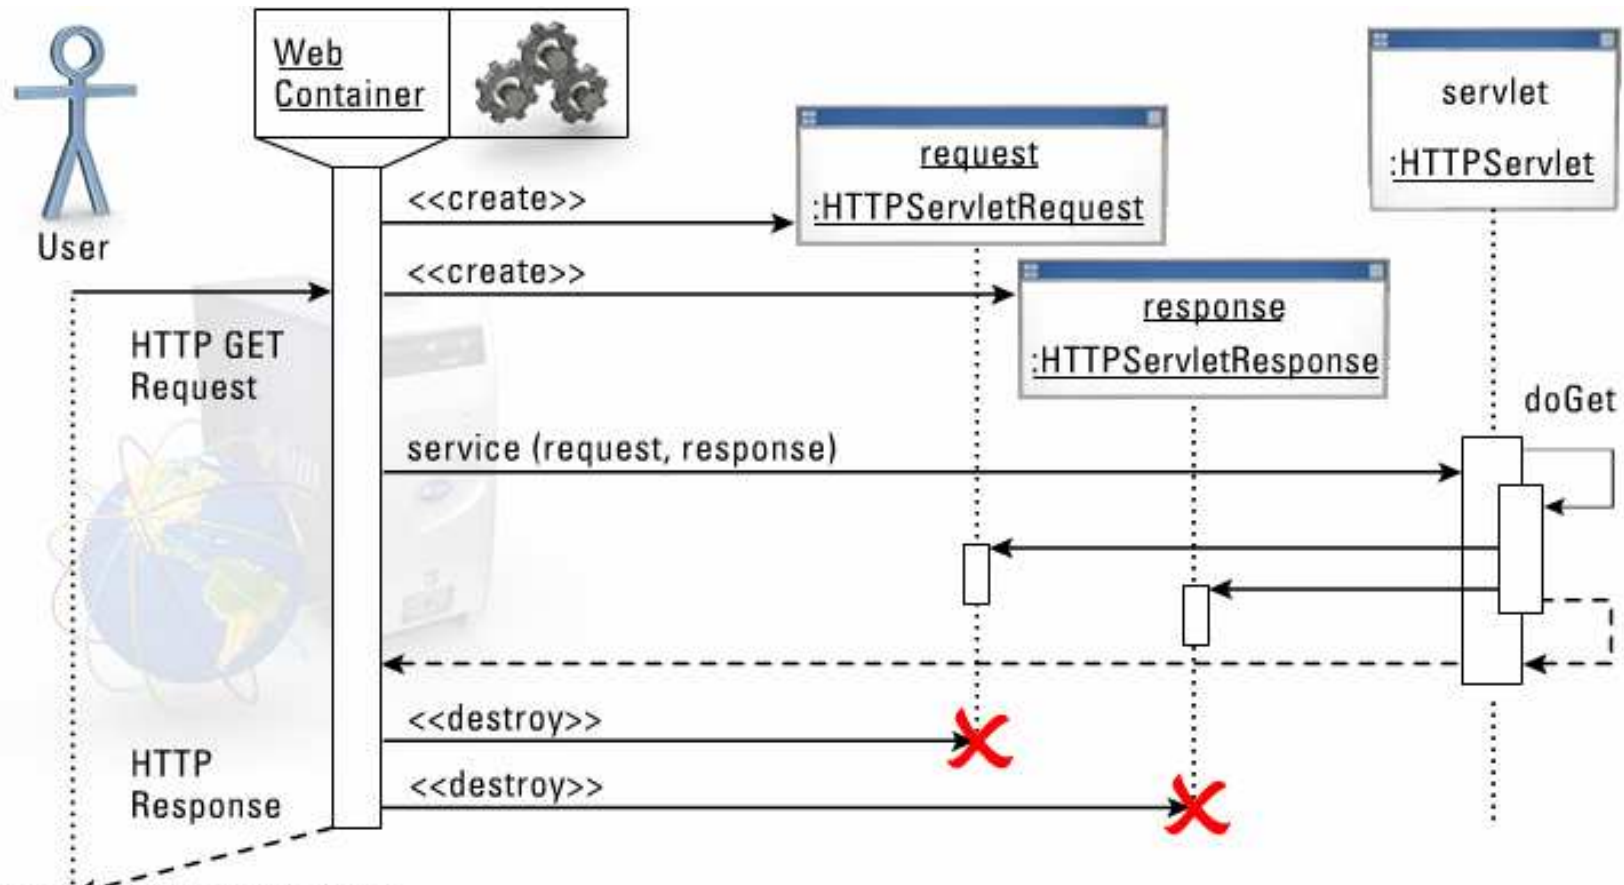 Web
Container
servlet
:HTTPServlet
request
:HTTPServletRequest
<<create>>
User
<<create>>
response
:HTTPServletResponse
HTTP GET
Request
doGet
service (request, response)
<<destroy>>
HTTP
Response
<<destroy>>